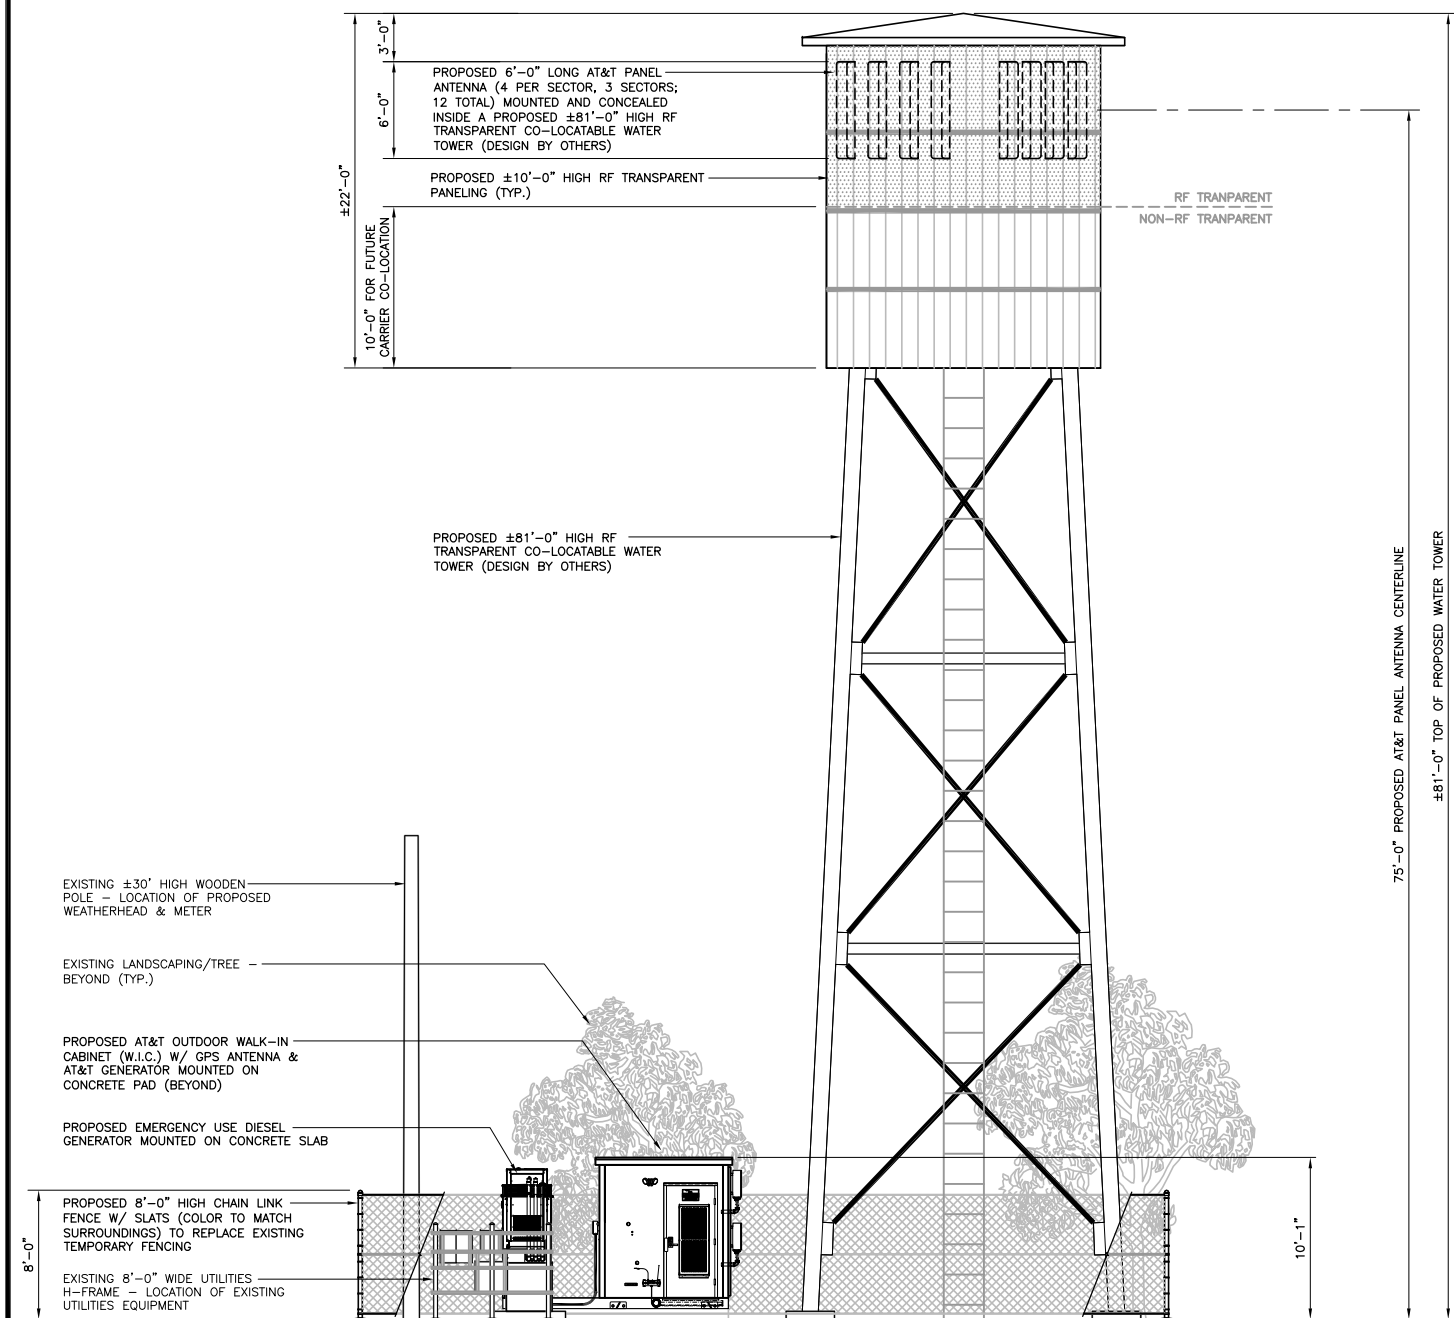 3'-0"
6'-0"
±22'-0"
10'-0" FOR FUTURE
CARRIER CO-LOCATION
PROPOSED 6'-0" LONG AT&T PANEL
ANTENNA (4 PER SECTOR, 3 SECTORS;
12 TOTAL) MOUNTED AND CONCEALED
INSIDE A PROPOSED ±81'-0" HIGH RF
TRANSPARENT CO-LOCATABLE WATER
TOWER (DESIGN BY OTHERS)
PROPOSED ±10'-0" HIGH RF TRANSPARENT
PANELING (TYP.)
RF TRANPARENT
NON-RF TRANPARENT
PROPOSED ±81'-0" HIGH RF
TRANSPARENT CO-LOCATABLE WATER
TOWER (DESIGN BY OTHERS)
75'-0" PROPOSED AT&T PANEL ANTENNA CENTERLINE
±81'-0" TOP OF PROPOSED WATER TOWER
EXISTING ±30' HIGH WOODEN
POLE - LOCATION OF PROPOSED
WEATHERHEAD & METER
EXISTING LANDSCAPING/TREE -
BEYOND (TYP.)
PROPOSED AT&T OUTDOOR WALK-IN
CABINET (W.I.C.) W/ GPS ANTENNA &
AT&T GENERATOR MOUNTED ON
CONCRETE PAD (BEYOND)
PROPOSED EMERGENCY USE DIESEL
GENERATOR MOUNTED ON CONCRETE SLAB
PROPOSED 8'-0" HIGH CHAIN LINK
FENCE W/ SLATS (COLOR TO MATCH
SURROUNDINGS) TO REPLACE EXISTING
TEMPORARY FENCING
EXISTING 8'-0" WIDE UTILITIES
H-FRAME - LOCATION OF EXISTING
UTILITIES EQUIPMENT
8'-0"
10'-1"